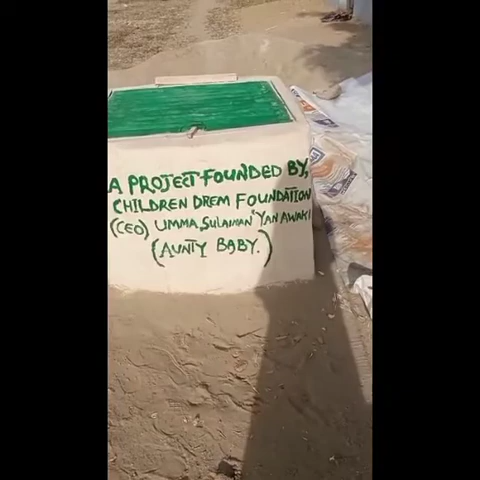 A PROJECT FOUNDED BY,
CHILDREN DREM FOUNDATION
(CEO) UMMA SULAIMAN YAN AWAKI
(AUNTY BABY.)